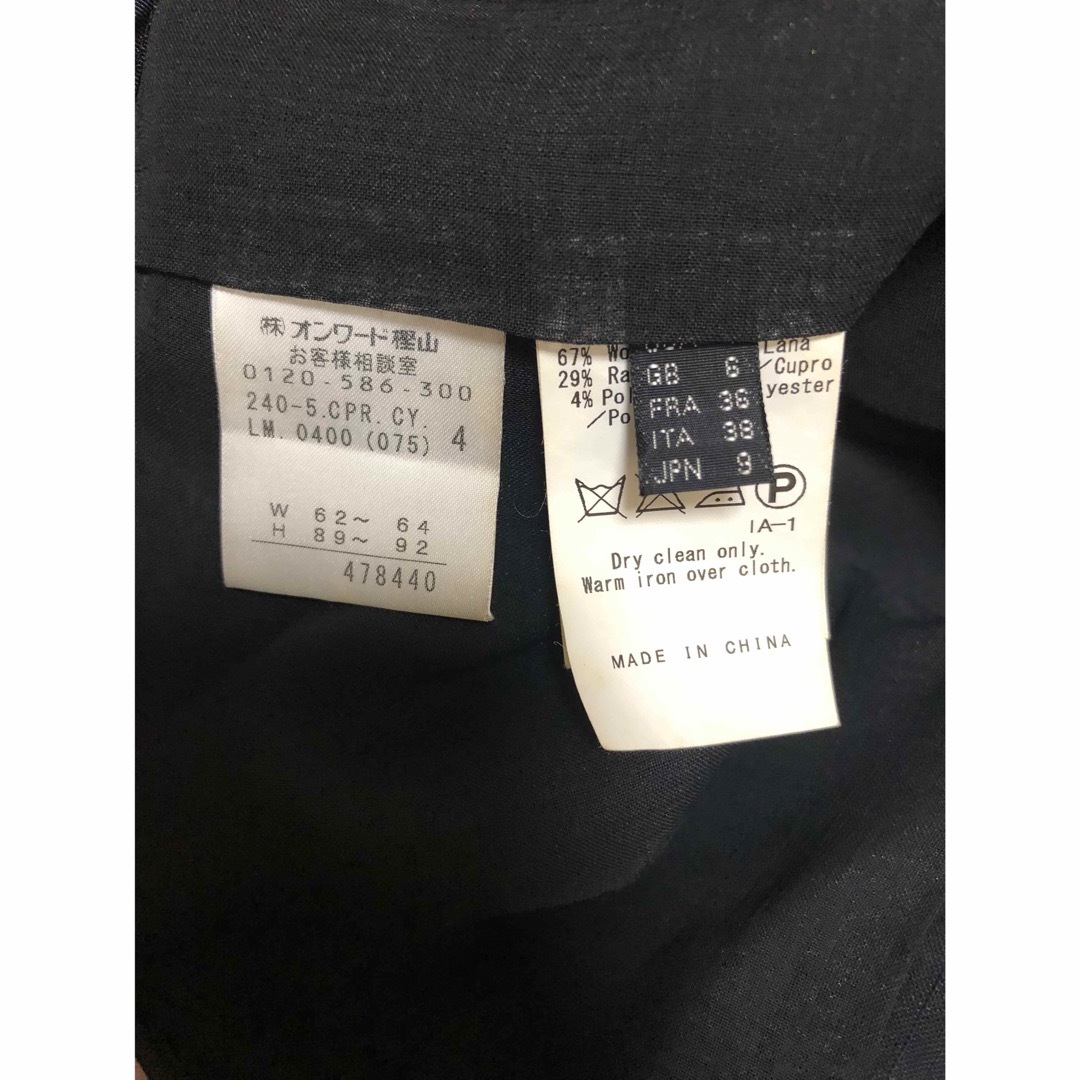 ㈱オンワード樫山
お客様相談室
0120-586-300
240-5.CPR.CY.
LM. 0400 (075) 4
W 62～ 64
H 89～ 92
478440
67% Lana
29% /Cupro
4%
GB 6
FRA 36
ITA 38
JPN 9
P
IA-1
Dry clean only.
Warm iron over cloth.
MADE IN CHINA